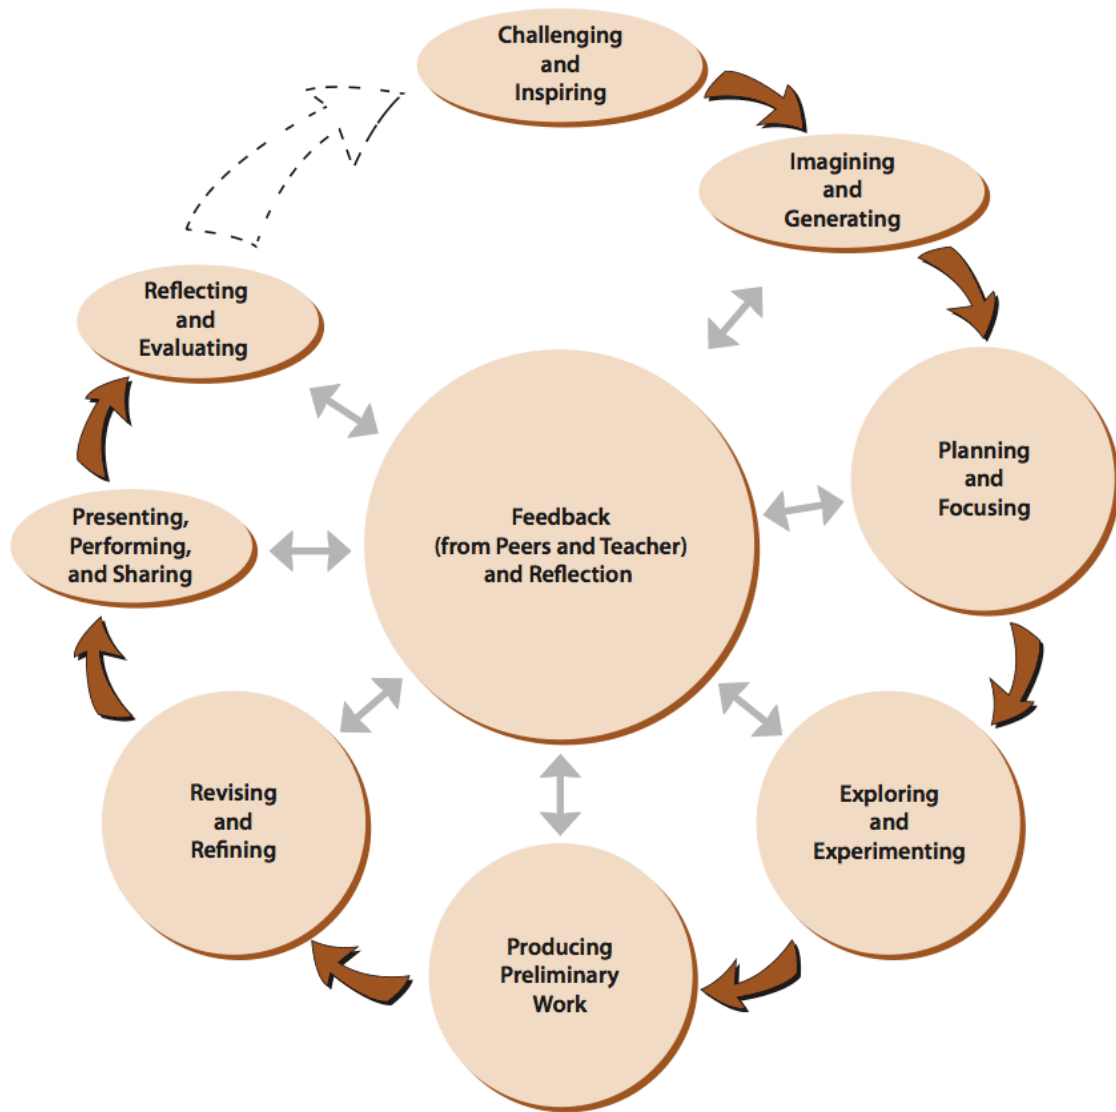 Challenging
and
Inspiring
Imagining
and
Generating
Planning
and
Focusing
Exploring
and
Experimenting
Producing
Preliminary
Work
Revising
and
Refining
Presenting,
Performing,
and Sharing
Reflecting
and
Evaluating
Feedback
(from Peers and Teacher)
and Reflection